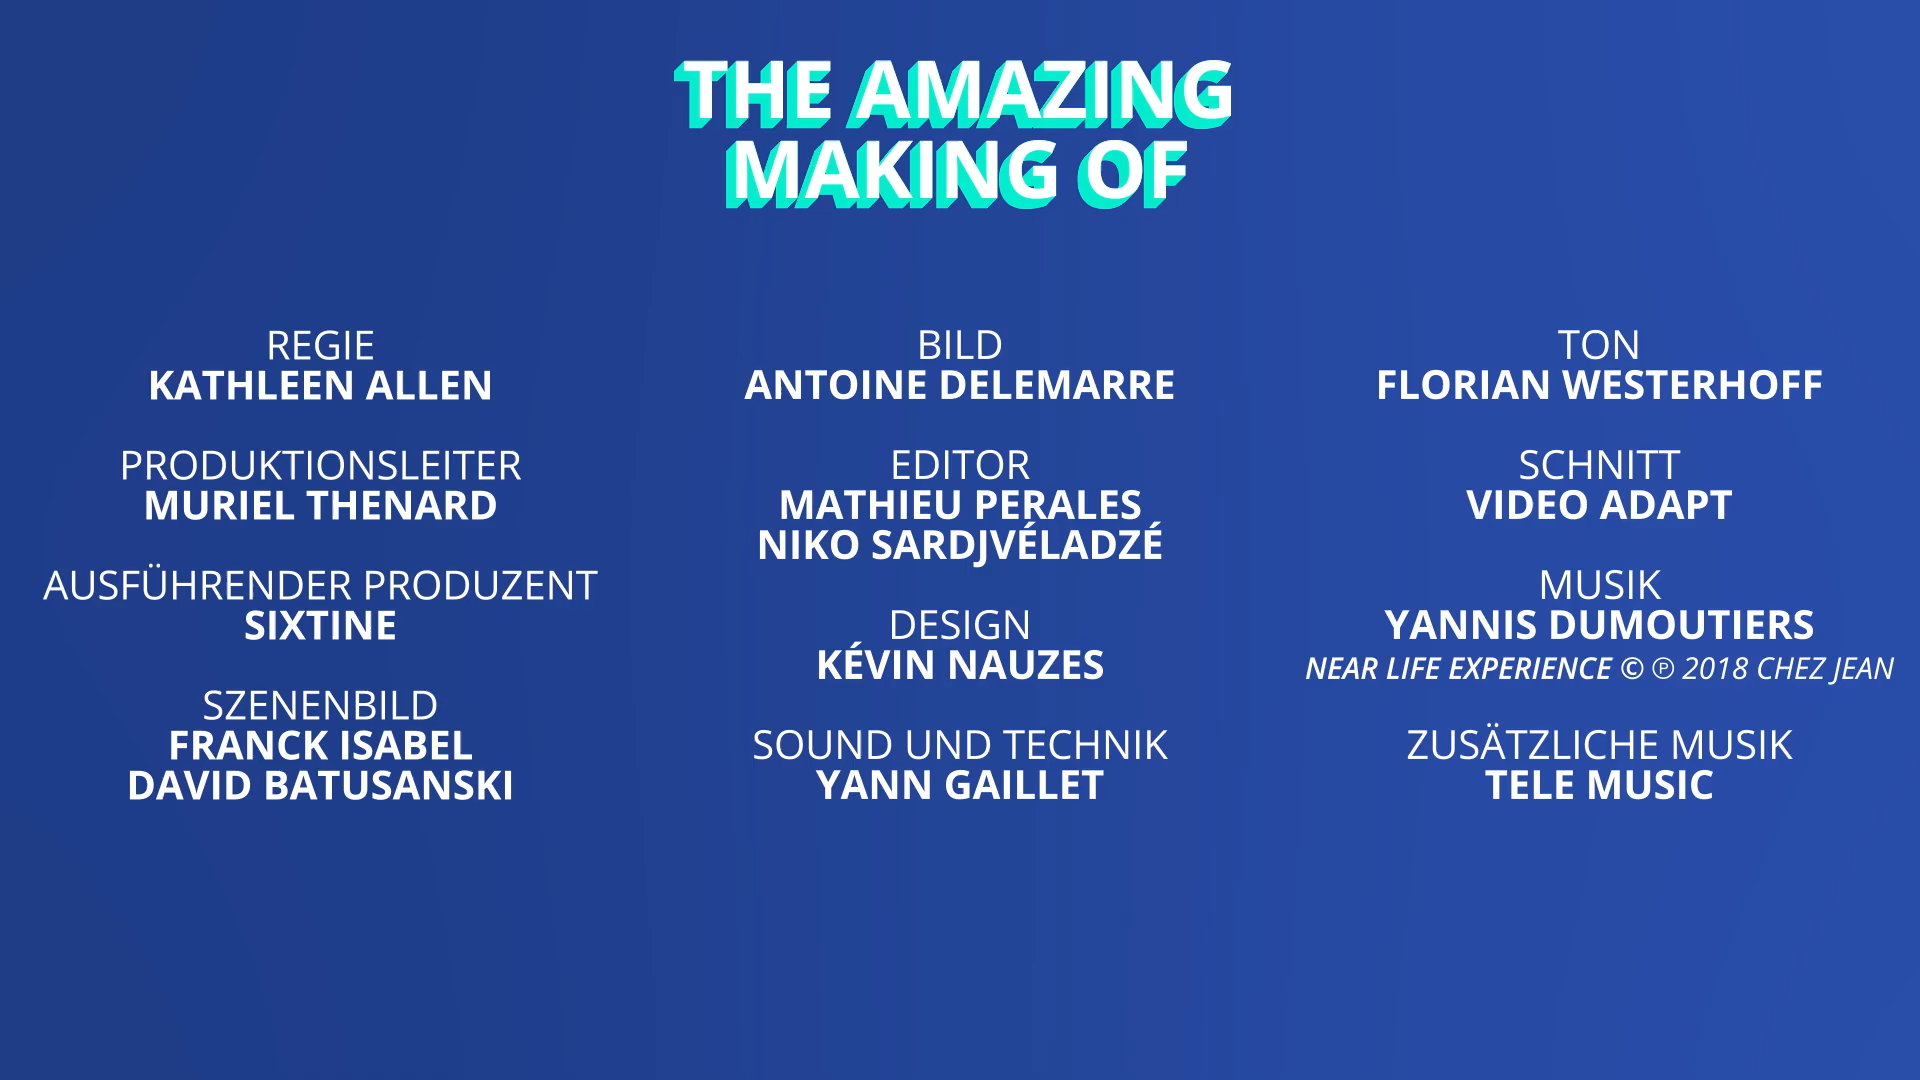 THE AMAZING
MAKING OF
REGIE
KATHLEEN ALLEN
PRODUKTIONSLEITER
MURIEL THENARD
AUSFÜHRENDER PRODUZENT
SIXTINE
SZENENBILD
FRANCK ISABEL
DAVID BATUSANSKI
BILD
ANTOINE DELEMARRE
EDITOR
MATHIEU PERALES
NIKO SARDJVÉLADZÉ
DESIGN
KÉVIN NAUZES
SOUND UND TECHNIK
YANN GAILLET
TON
FLORIAN WESTERHOFF
SCHNITT
VIDEO ADAPT
MUSIK
YANNIS DUMOUTIERS
NEAR LIFE EXPERIENCE © ℗ 2018 CHEZ JEAN
ZUSÄTZLICHE MUSIK
TELE MUSIC